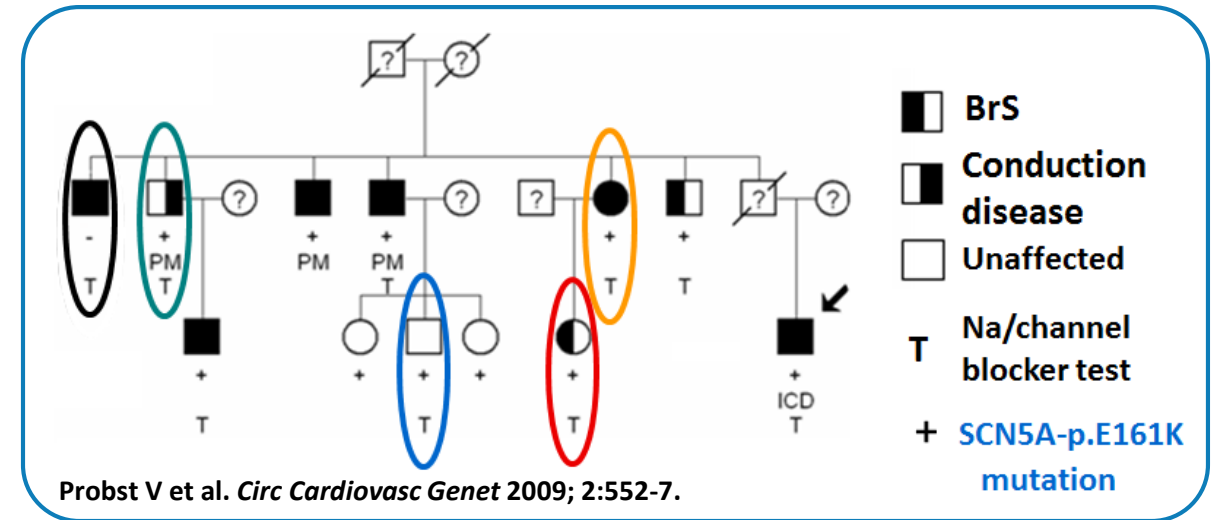 ? ?
? ? ? ? ?
- + + + + +
PM PM PM
T T T T T
BrS
Conduction
disease
Unaffected
T Na/channel
blocker test
+ SCN5A-p.E161K
mutation
+ + + + + +
ICD
T T T T
Probst V et al. Circ Cardiovasc Genet 2009; 2:552-7.